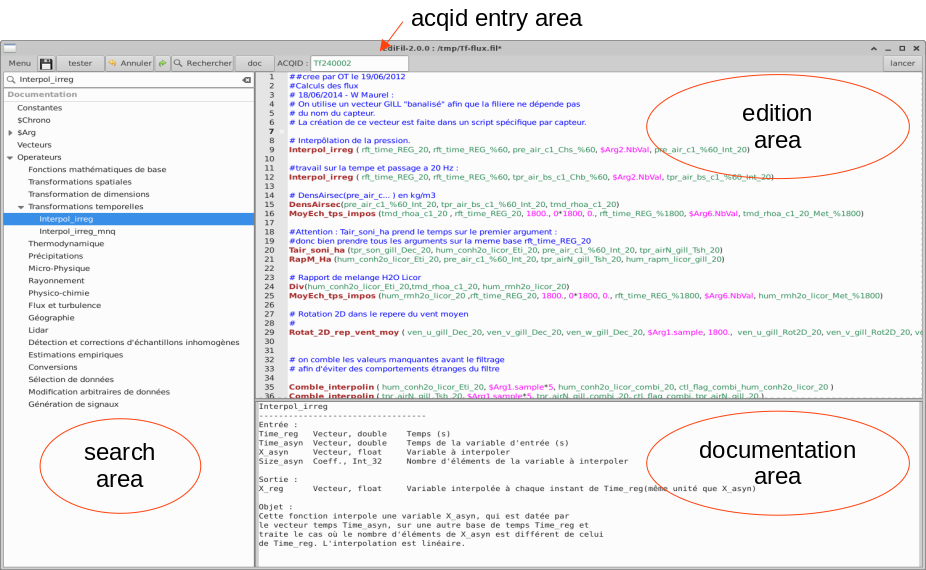 acqid entry area
EdiFil-2.0.0 : /tmp/Tf-flux.fil*
Menu tester Annuler Rechercher doc ACQID : Tf240002 lancer
Interpol_irreg
Documentation
Constantes
$Chrono
$Arg
Vecteurs
Operateurs
Fonctions mathématiques de base
Transformations spatiales
Transformation de dimensions
Transformations temporelles
Interpol_irreg
Interpol_irreg_mnq
Thermodynamique
Précipitations
Micro-Physique
Rayonnement
Physico-chimie
Flux et turbulence
Géographie
Lidar
Détection et corrections d'échantillons inhomogènes
Estimations empiriques
Conversions
Sélection de données
Modification arbitraires de données
Génération de signaux
search
area
1 ##cree par OT le 19/06/2012
2 #Calculs des flux
3 # 18/06/2014 - W Maurel :
4 # On utilise un vecteur GILL "banalisé" afin que la filiere ne dépende pas
5 # du nom du capteur.
6 # La création de ce vecteur est faite dans un script spécifique par capteur.
7
8 # Interpôlation de la pression.
9 Interpol_irreg ( rft_time_REG_20, rft_time_REG_%60, pre_air_c1_Chs_%60, $Arg2.NbVal, pre_air_c1_%60_Int_20)
10
11 #travail sur la tempe et passage a 20 Hz :
12 Interpol_irreg ( rft_time_REG_20, rft_time_REG_%60, tpr_air_bs_c1_Chb_%60, $Arg2.NbVal, tpr_air_bs_c1_%60_Int_20)
13
14 # DensAirsec(pre_air_c... ) en kg/m3
15 DensAirsec(pre_air_c1_%60_Int_20, tpr_air_bs_c1_%60_Int_20, tmd_rhoa_c1_20)
16 MoyEch_tps_impos (tmd_rhoa_c1_20 , rft_time_REG_20, 1800., 0*1800, 0., rft_time_REG_%1800, $Arg6.NbVal, tmd_rhoa_c1_20_Met_%1800)
17
18 #Attention : Tair_soni_ha prend le temps sur le premier argument :
19 #donc bien prendre tous les arguments sur la meme base rft_time_REG_20
20 Tair_soni_ha (tpr_son_gill_Dec_20, hum_conh2o_licor_Eti_20, pre_air_c1_%60_Int_20, tpr_airN_gill_Tsh_20)
21 RapM_Ha (hum_conh2o_licor_Eti_20, pre_air_c1_%60_Int_20, tpr_airN_gill_Tsh_20, hum_rapm_licor_gill_20)
22
23 # Rapport de melange H2O Licor
24 Div(hum_conh2o_licor_Eti_20,tmd_rhoa_c1_20, hum_rmh2o_licor_20)
25 MoyEch_tps_impos (hum_rmh2o_licor_20 ,rft_time_REG_20, 1800., 0*1800, 0., rft_time_REG_%1800, $Arg6.NbVal, hum_rmh2o_licor_Met_%1800)
26
27 # Rotation 2D dans le repere du vent moyen
28 #
29 Rotat_2D_rep_vent_moy ( ven_u_gill_Dec_20, ven_v_gill_Dec_20, ven_w_gill_Dec_20, $Arg1.sample, 1800., ven_u_gill_Rot2D_20, ven_v_gill_Rot2D_20, ve
30
31
32 # on comble les valeurs manquantes avant le filtrage
33 # afin d'éviter des comportements étranges du filtre
34
35 Comble_interpolin ( hum_conh2o_licor_Eti_20, $Arg1.sample*5, hum_conh2o_licor_combi_20, ctl_flag_combi_hum_conh2o_licor_20 )
36 Comble_interpolin ( tpr_airN_gill_Tsh_20, $Arg1.sample*5, tpr_airN_gill_combi_20, ctl_flag_combi_tpr_airN_gill_20 )
edition
area
Interpol_irreg
--------------------------------
Entrée :
Time_reg Vecteur, double Temps (s)
Time_asyn Vecteur, double Temps de la variable d'entrée (s)
X_asyn Vecteur, float Variable à interpoler
Size_asyn Coeff., Int_32 Nombre d'éléments de la variable à interpoler
Sortie :
X_reg Vecteur, float Variable interpolée à chaque instant de Time_reg(même unité que X_asyn)
Objet :
Cette fonction interpole une variable X_asyn, qui est datée par
le vecteur temps Time_asyn, sur une autre base de temps Time_reg et
traite le cas où le nombre d'éléments de X_asyn est différent de celui
de Time_reg. L'interpolation est linéaire.
documentation
area